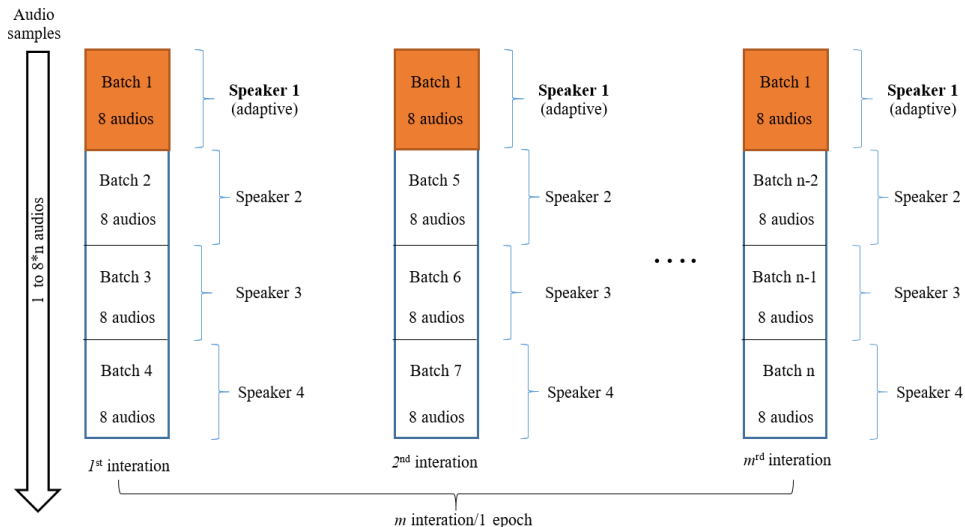 Audio
samples
1 to 8*n audios
Batch 1
8 audios
Speaker 1
(adaptive)
Batch 2
8 audios
Speaker 2
Batch 3
8 audios
Speaker 3
Batch 4
8 audios
Speaker 4
1st interation
Batch 1
8 audios
Speaker 1
(adaptive)
Batch 5
8 audios
Speaker 2
Batch 6
8 audios
Speaker 3
Batch 7
8 audios
Speaker 4
2nd interation
....
Batch 1
8 audios
Speaker 1
(adaptive)
Batch n-2
8 audios
Speaker 2
Batch n-1
8 audios
Speaker 3
Batch n
8 audios
Speaker 4
mrd interation
m interation/1 epoch